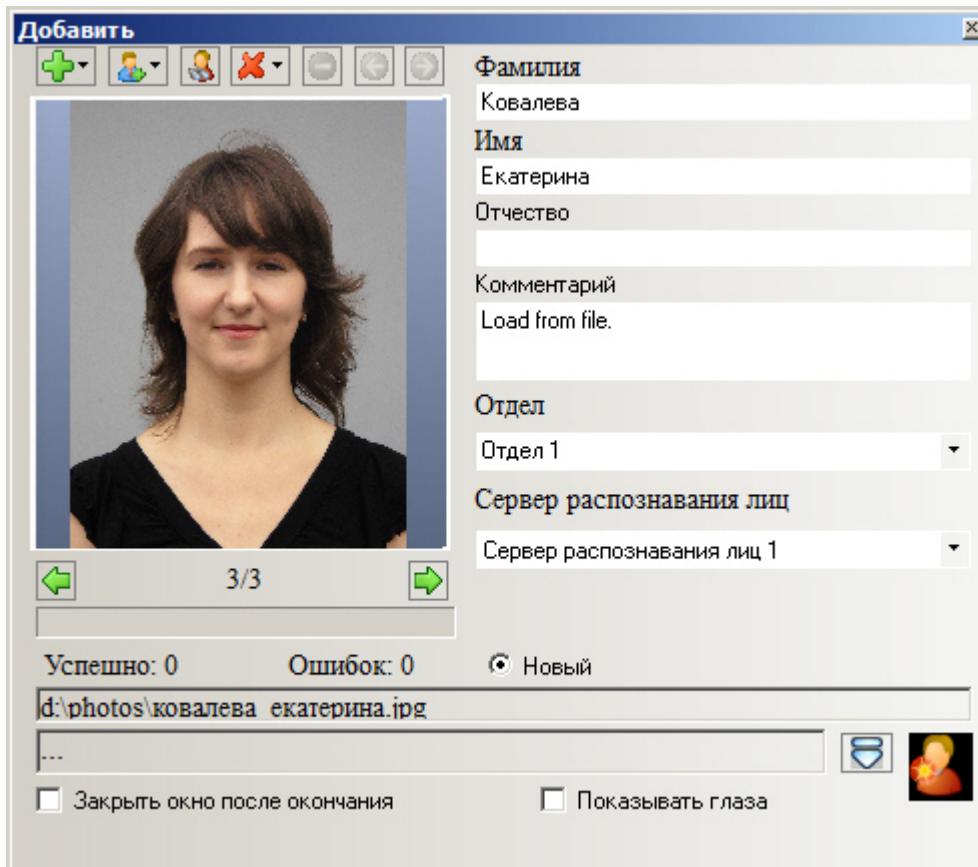 Добавить
Фамилия
Ковалева
Имя
Екатерина
Отчество
Комментарий
Load from file.
Отдел
Отдел 1
Сервер распознавания лиц
Сервер распознавания лиц 1
3/3
Успешно: 0 Ошибок: 0 Новый
d:\photos\ковалева_екатерина.jpg
...
Закрыть окно после окончания Показывать глаза